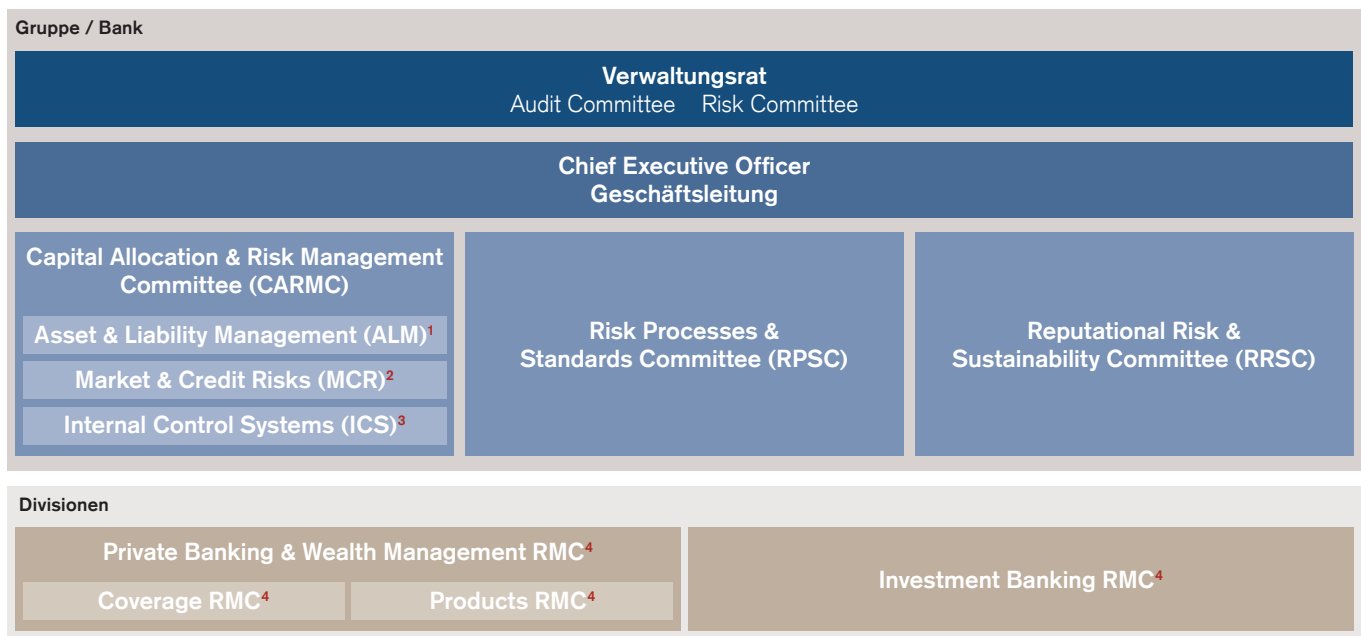 Gruppe / Bank
Verwaltungsrat
Audit Committee Risk Committee
Chief Executive Officer
Geschäftsleitung
Capital Allocation & Risk Management
Committee (CARMC)
Asset & Liability Management (ALM)¹
Market & Credit Risks (MCR)²
Internal Control Systems (ICS)³
Risk Processes &
Standards Committee (RPSC)
Reputational Risk &
Sustainability Committee (RRSC)
Divisionen
Private Banking & Wealth Management RMC⁴
Coverage RMC⁴
Products RMC⁴
Investment Banking RMC⁴